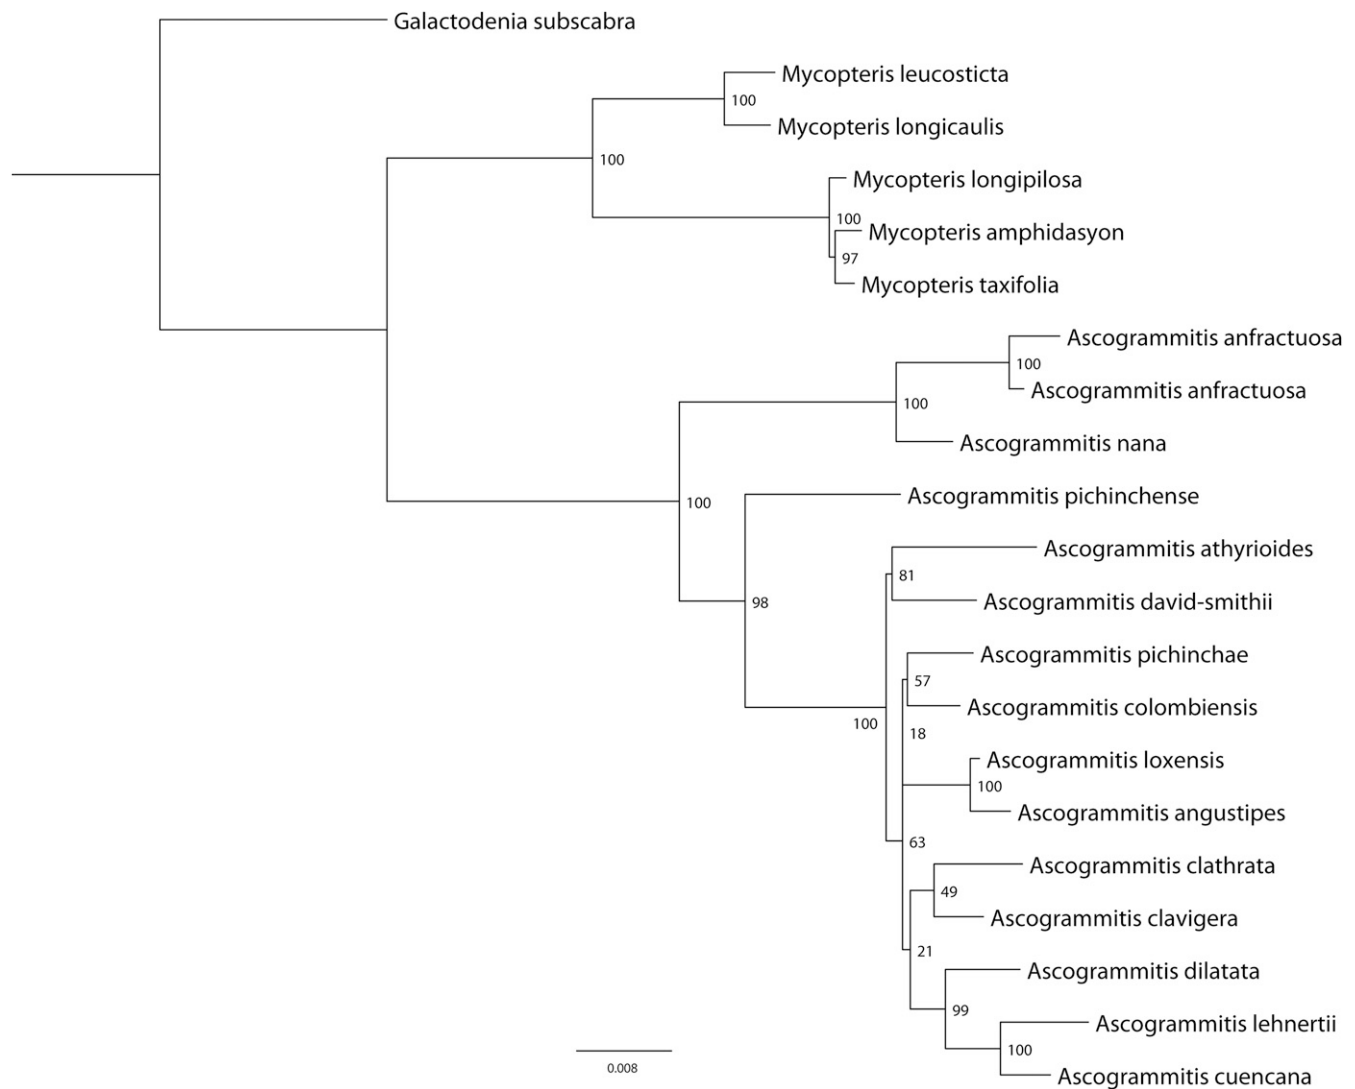 Galactodenia subscabra
Mycopteris leucosticta
100
Mycopteris longicaulis
100
Mycopteris longipilosa
100
Mycopteris amphidasyon
97
Mycopteris taxifolia
Ascogrammitis anfractuosa
100
Ascogrammitis anfractuosa
100
Ascogrammitis nana
Ascogrammitis pichinchense
100
Ascogrammitis athyrioides
81
Ascogrammitis david-smithii
98
Ascogrammitis pichinchae
57
Ascogrammitis colombiensis
100
18
Ascogrammitis loxensis
100
Ascogrammitis angustipes
63
Ascogrammitis clathrata
49
Ascogrammitis clavigera
21
Ascogrammitis dilatata
99
Ascogrammitis lehnertii
100
0.008
Ascogrammitis cuencana